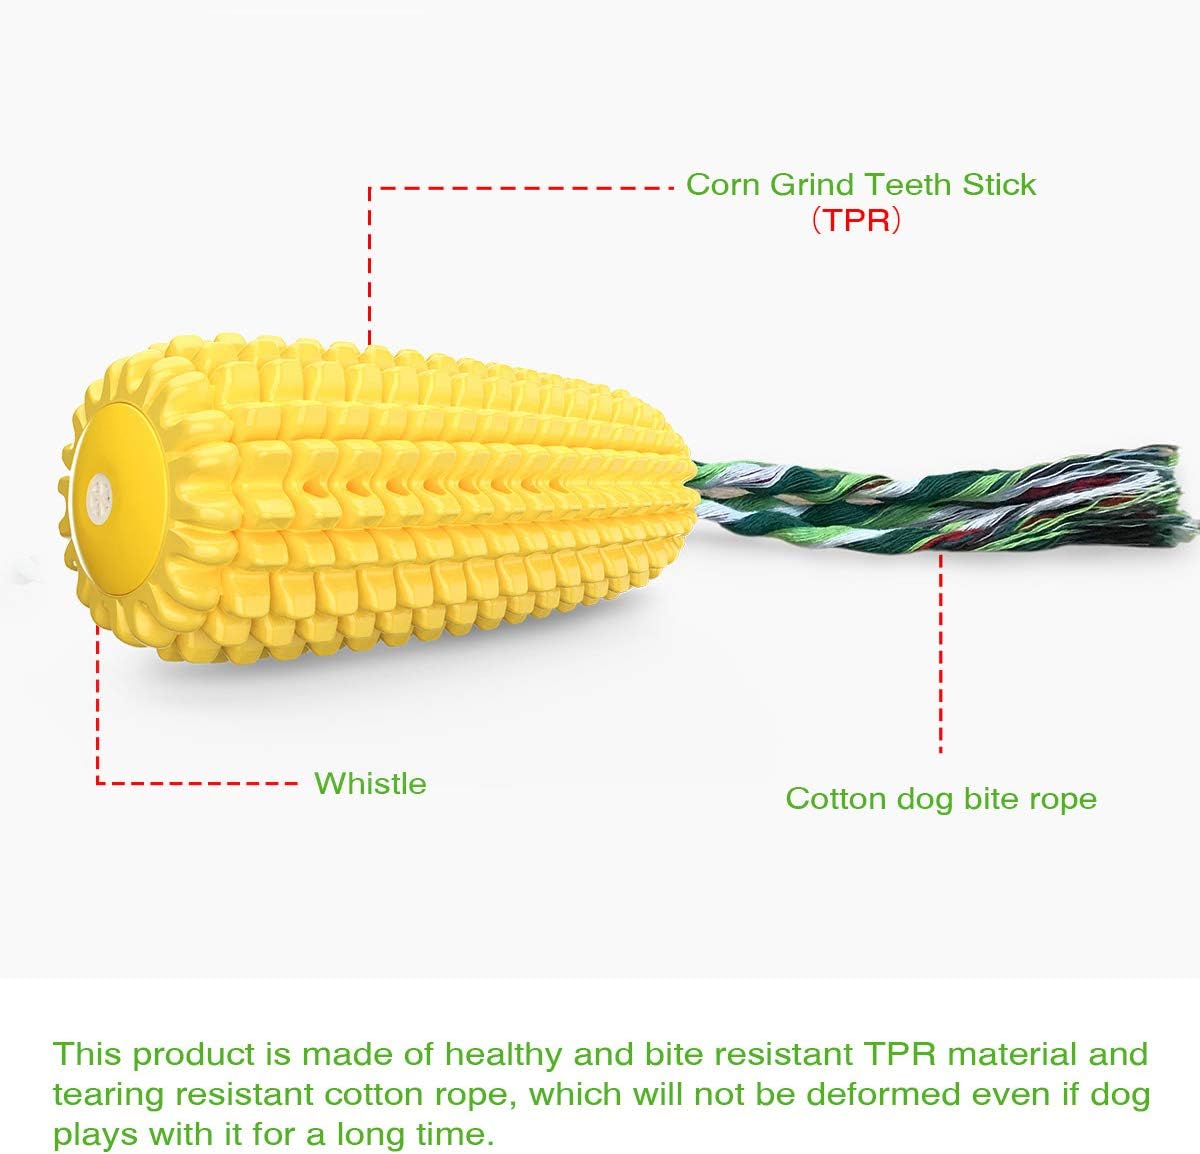 Corn Grind Teeth Stick
（TPR）
Whistle
Cotton dog bite rope
This product is made of healthy and bite resistant TPR material and
tearing resistant cotton rope, which will not be deformed even if dog
plays with it for a long time.